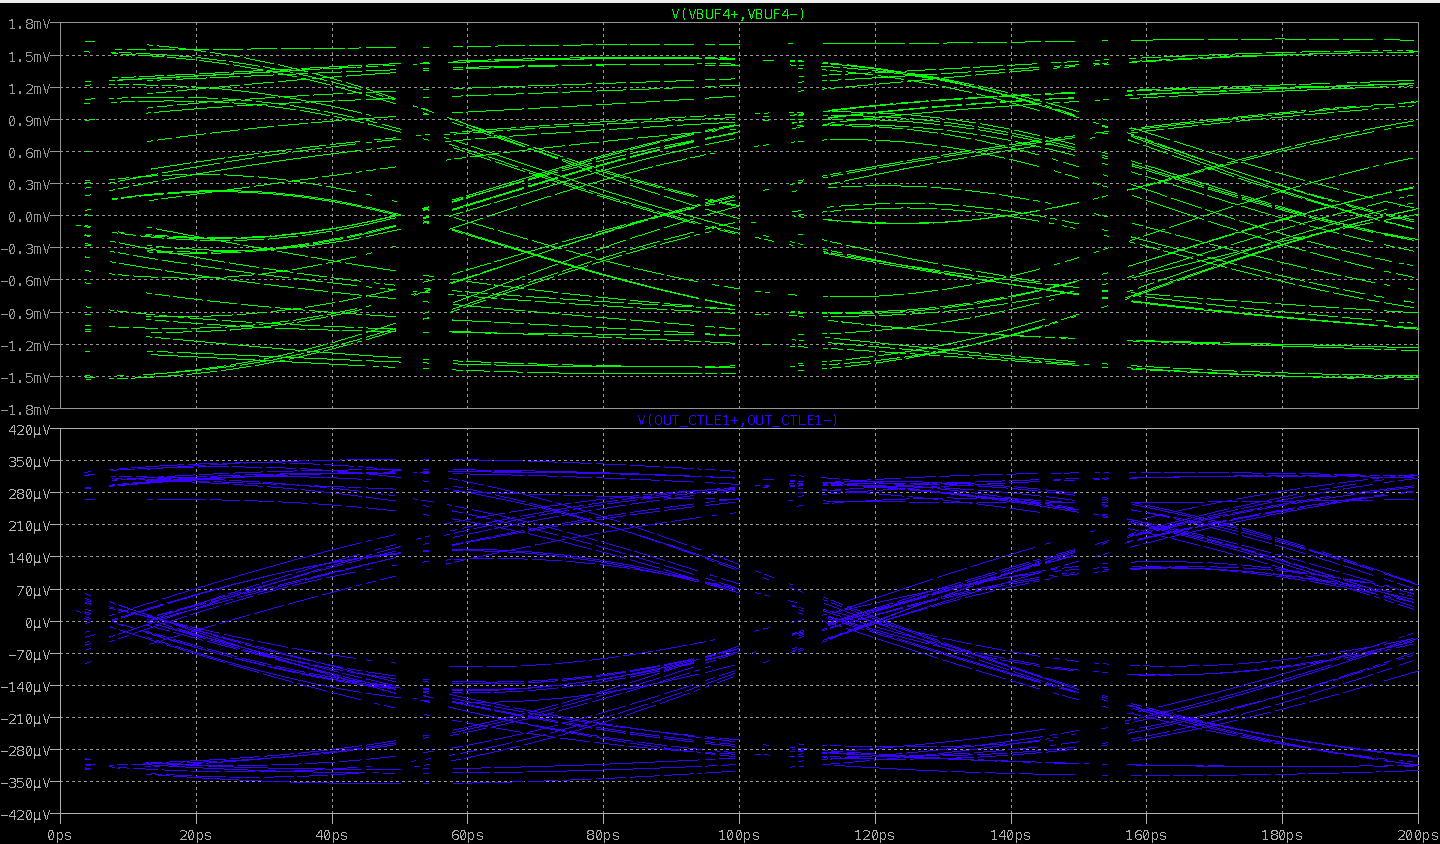 V(VBUF4+,VBUF4-)
1.8mV
1.5mV
1.2mV
0.9mV
0.6mV
0.3mV
0.0mV
-0.3mV
-0.6mV
-0.9mV
-1.2mV
-1.5mV
-1.8mV
V(OUT_CTLE1+,OUT_CTLE1-)
420µV
350µV
280µV
210µV
140µV
70µV
0µV
-70µV
-140µV
-210µV
-280µV
-350µV
-420µV
0ps 20ps 40ps 60ps 80ps 100ps 120ps 140ps 160ps 180ps 200ps